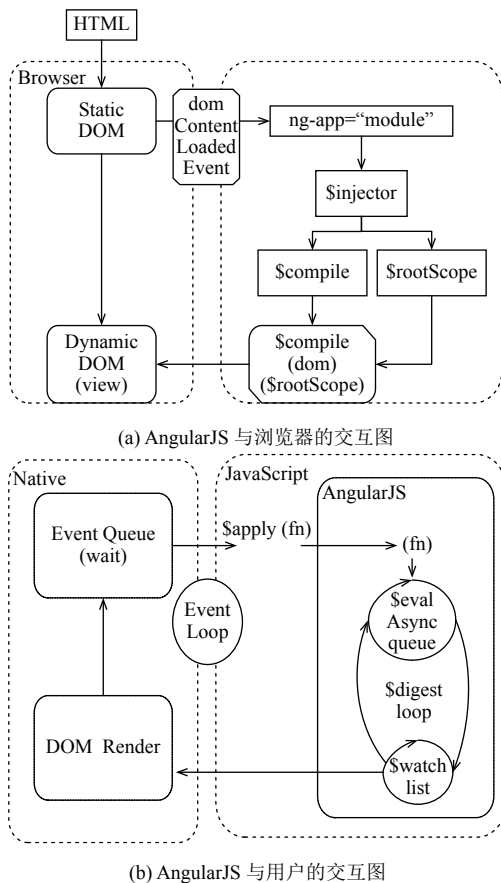 HTML
Browser
Static
DOM
dom
Content
Loaded
Event
ng-app=“module”
$injector
$compile
$rootScope
Dynamic
DOM
(view)
$compile
(dom)
($rootScope)
(a) AngularJS 与浏览器的交互图
Native
JavaScript
AngularJS
Event Queue
(wait)
$apply (fn)
(fn)
Event
Loop
$eval
Async
queue
$digest
loop
DOM Render
$watch
list
(b) AngularJS 与用户的交互图